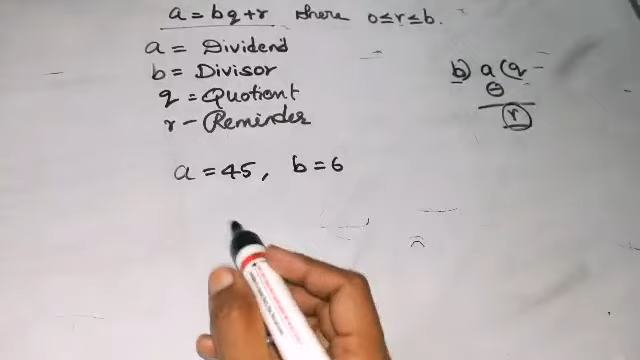 a = bq + r where 0 ≤ r ≤ b.
a = Dividend
b = Divisor
q = Quotient
r - Reminder
b) a (q
⊖
r
a = 45, b = 6